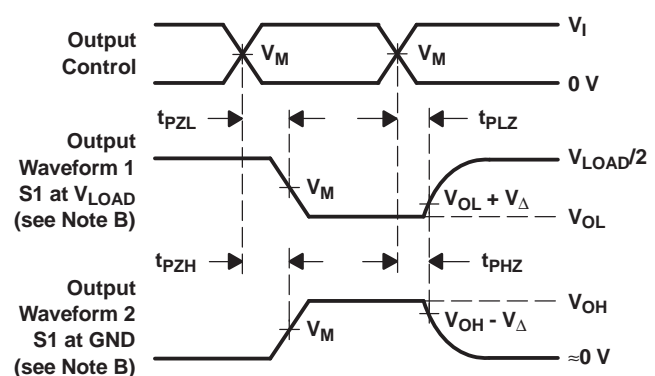 Output
Control
V_M
V_M
V_I
0 V
t_PZL
t_PLZ
Output
Waveform 1
S1 at V_LOAD
(see Note B)
V_M
V_LOAD/2
V_OL + V_Δ
V_OL
t_PZH
t_PHZ
Output
Waveform 2
S1 at GND
(see Note B)
V_M
V_OH
V_OH - V_Δ
≈0 V